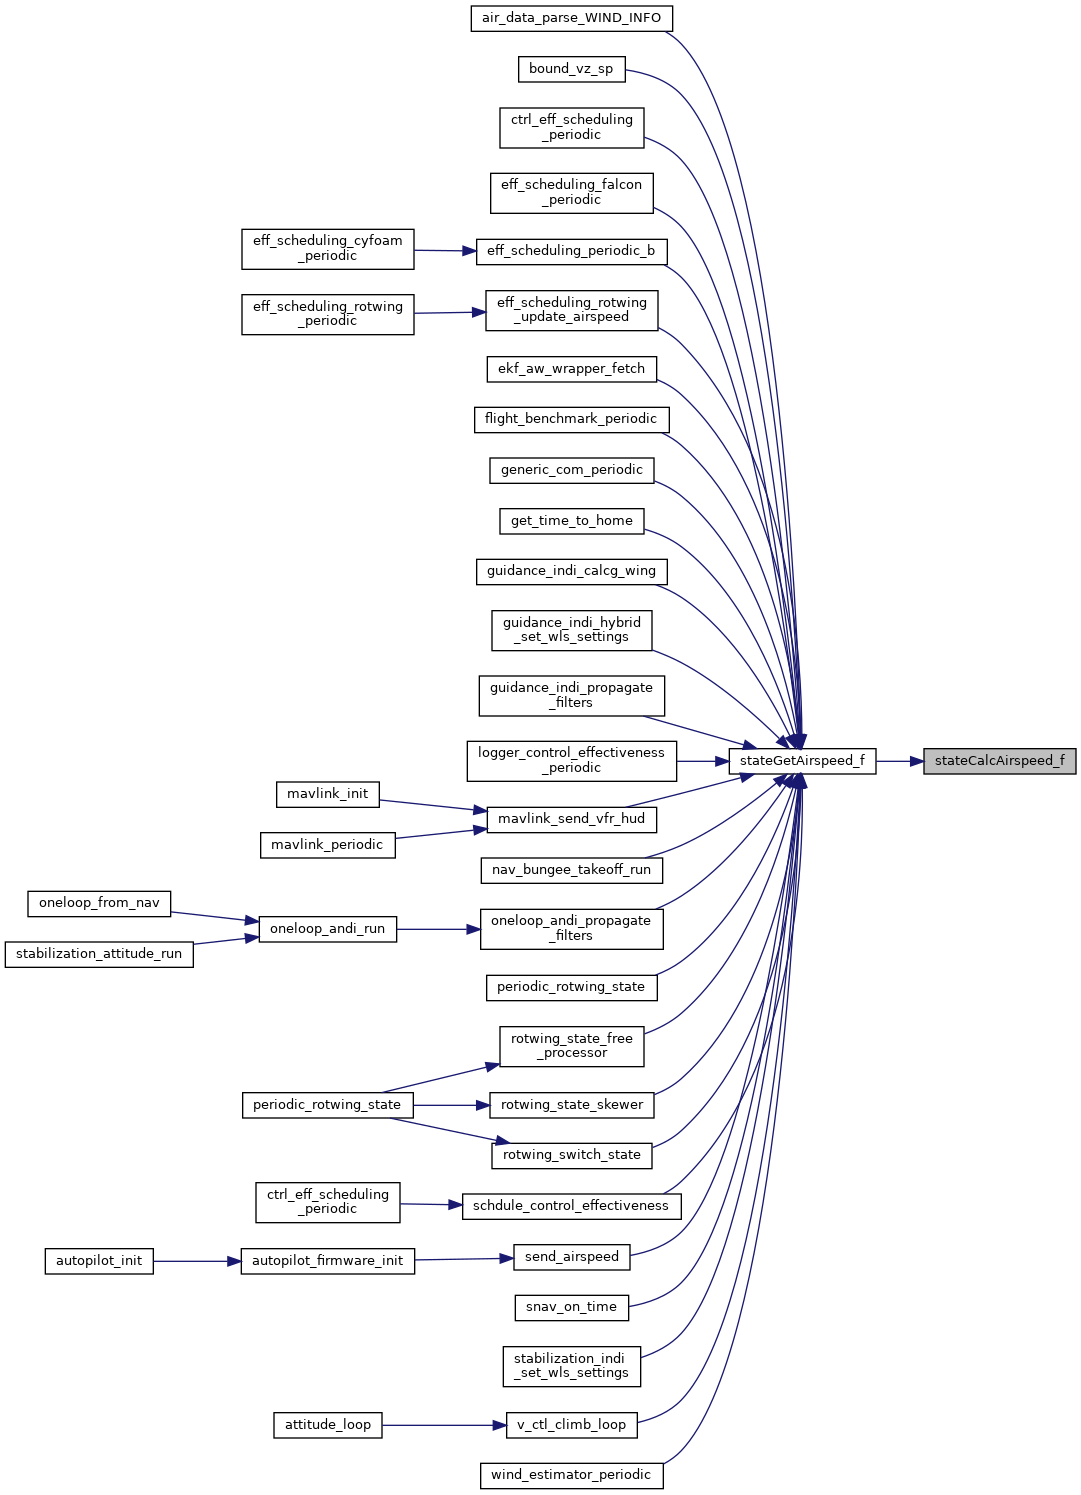 air_data_parse_WIND_INFO
bound_vz_sp
ctrl_eff_scheduling
_periodic
eff_scheduling_falcon
_periodic
eff_scheduling_cyfoam
_periodic
eff_scheduling_periodic_b
eff_scheduling_rotwing
_periodic
eff_scheduling_rotwing
_update_airspeed
ekf_aw_wrapper_fetch
flight_benchmark_periodic
generic_com_periodic
get_time_to_home
guidance_indi_calcg_wing
guidance_indi_hybrid
_set_wls_settings
guidance_indi_propagate
_filters
logger_control_effectiveness
_periodic
stateGetAirspeed_f
stateCalcAirspeed_f
mavlink_init
mavlink_send_vfr_hud
mavlink_periodic
nav_bungee_takeoff_run
oneloop_from_nav
oneloop_andi_run
oneloop_andi_propagate
_filters
stabilization_attitude_run
periodic_rotwing_state
rotwing_state_free
_processor
periodic_rotwing_state
rotwing_state_skewer
rotwing_switch_state
ctrl_eff_scheduling
_periodic
schdule_control_effectiveness
autopilot_init
autopilot_firmware_init
send_airspeed
snav_on_time
stabilization_indi
_set_wls_settings
attitude_loop
v_ctl_climb_loop
wind_estimator_periodic